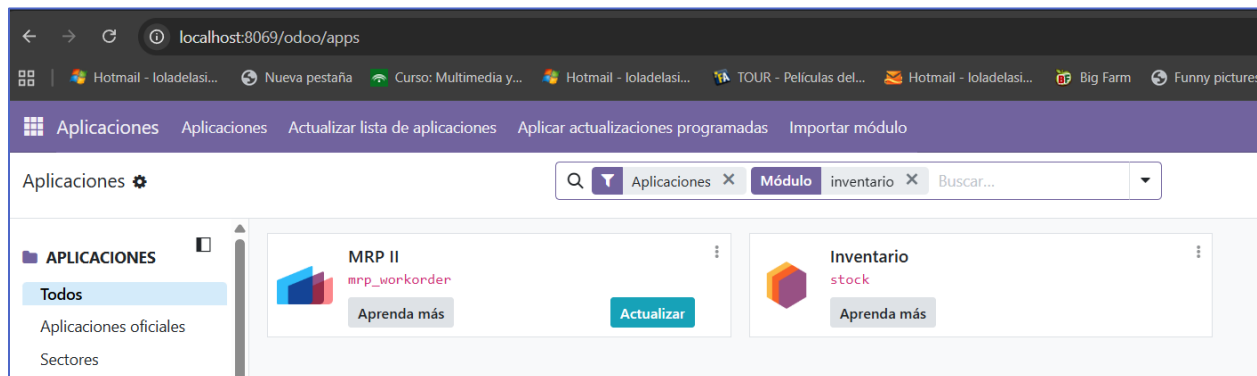 localhost:8069/odoo/apps
Hotmail - loladelasi... Nueva pestaña Curso: Multimedia y... Hotmail - loladelasi... TOUR - Películas del... Hotmail - loladelasi... Big Farm Funny pictures
Aplicaciones Aplicaciones Actualizar lista de aplicaciones Aplicar actualizaciones programadas Importar módulo
Aplicaciones Aplicaciones Módulo inventario Buscar...
APLICACIONES
Todos
Aplicaciones oficiales
Sectores
MRP II
mrp_workorder
Aprenda más Actualizar
Inventario
stock
Aprenda más